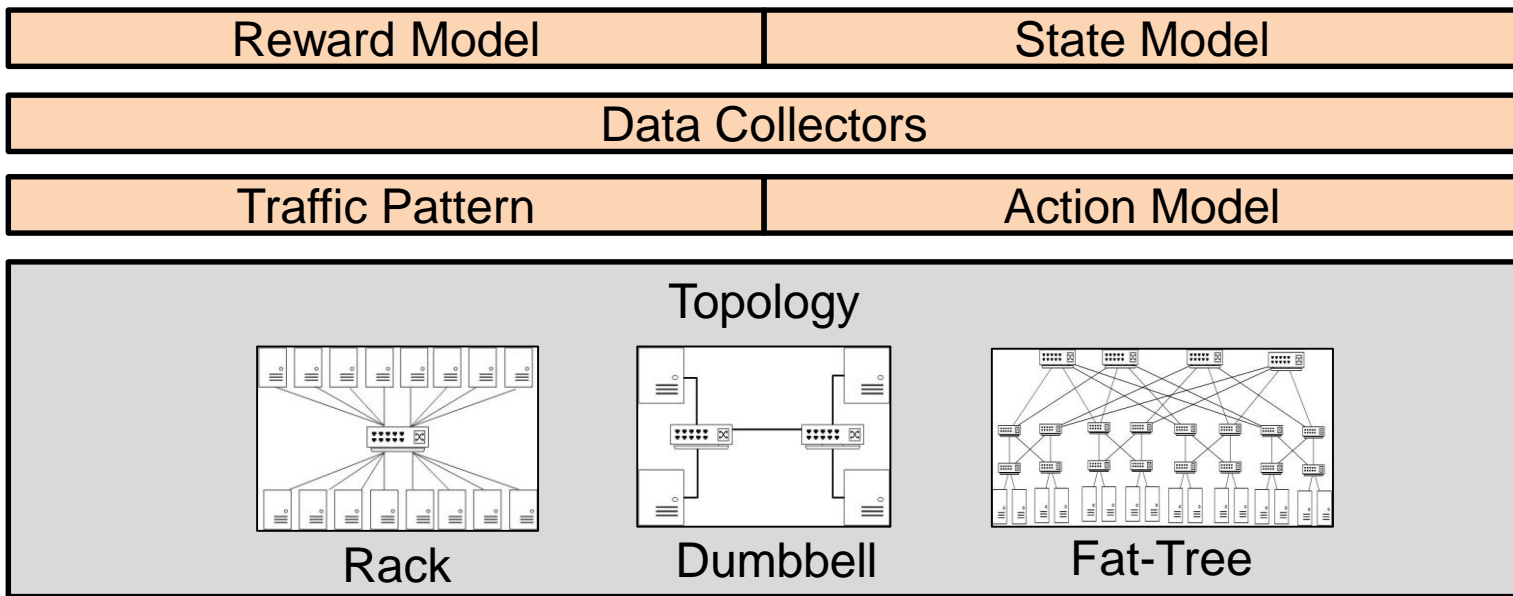 Reward Model
State Model
Data Collectors
Traffic Pattern
Action Model
Topology
Rack
Dumbbell
Fat-Tree